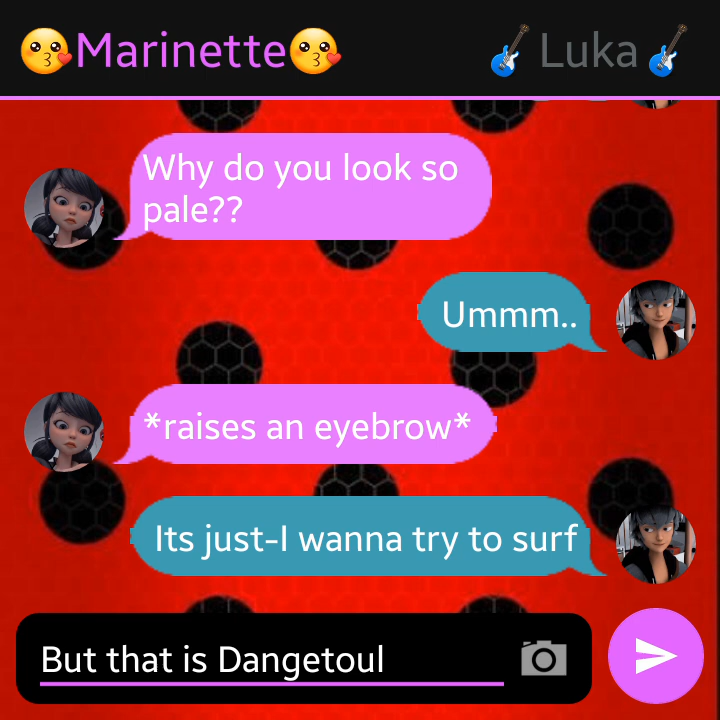 😘Marinette😘 🎸Luka🎸
Why do you look so
pale??
Ummm..
*raises an eyebrow*
Its just-I wanna try to surf
But that is Dangetoul